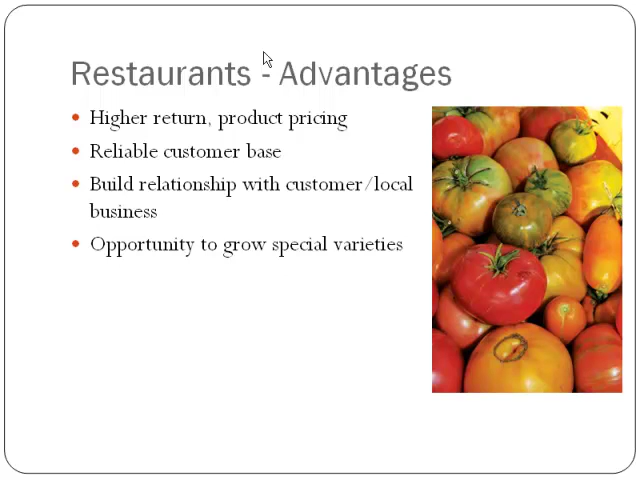 Restaurants - Advantages
• Higher return, product pricing
• Reliable customer base
• Build relationship with customer/local
business
• Opportunity to grow special varieties